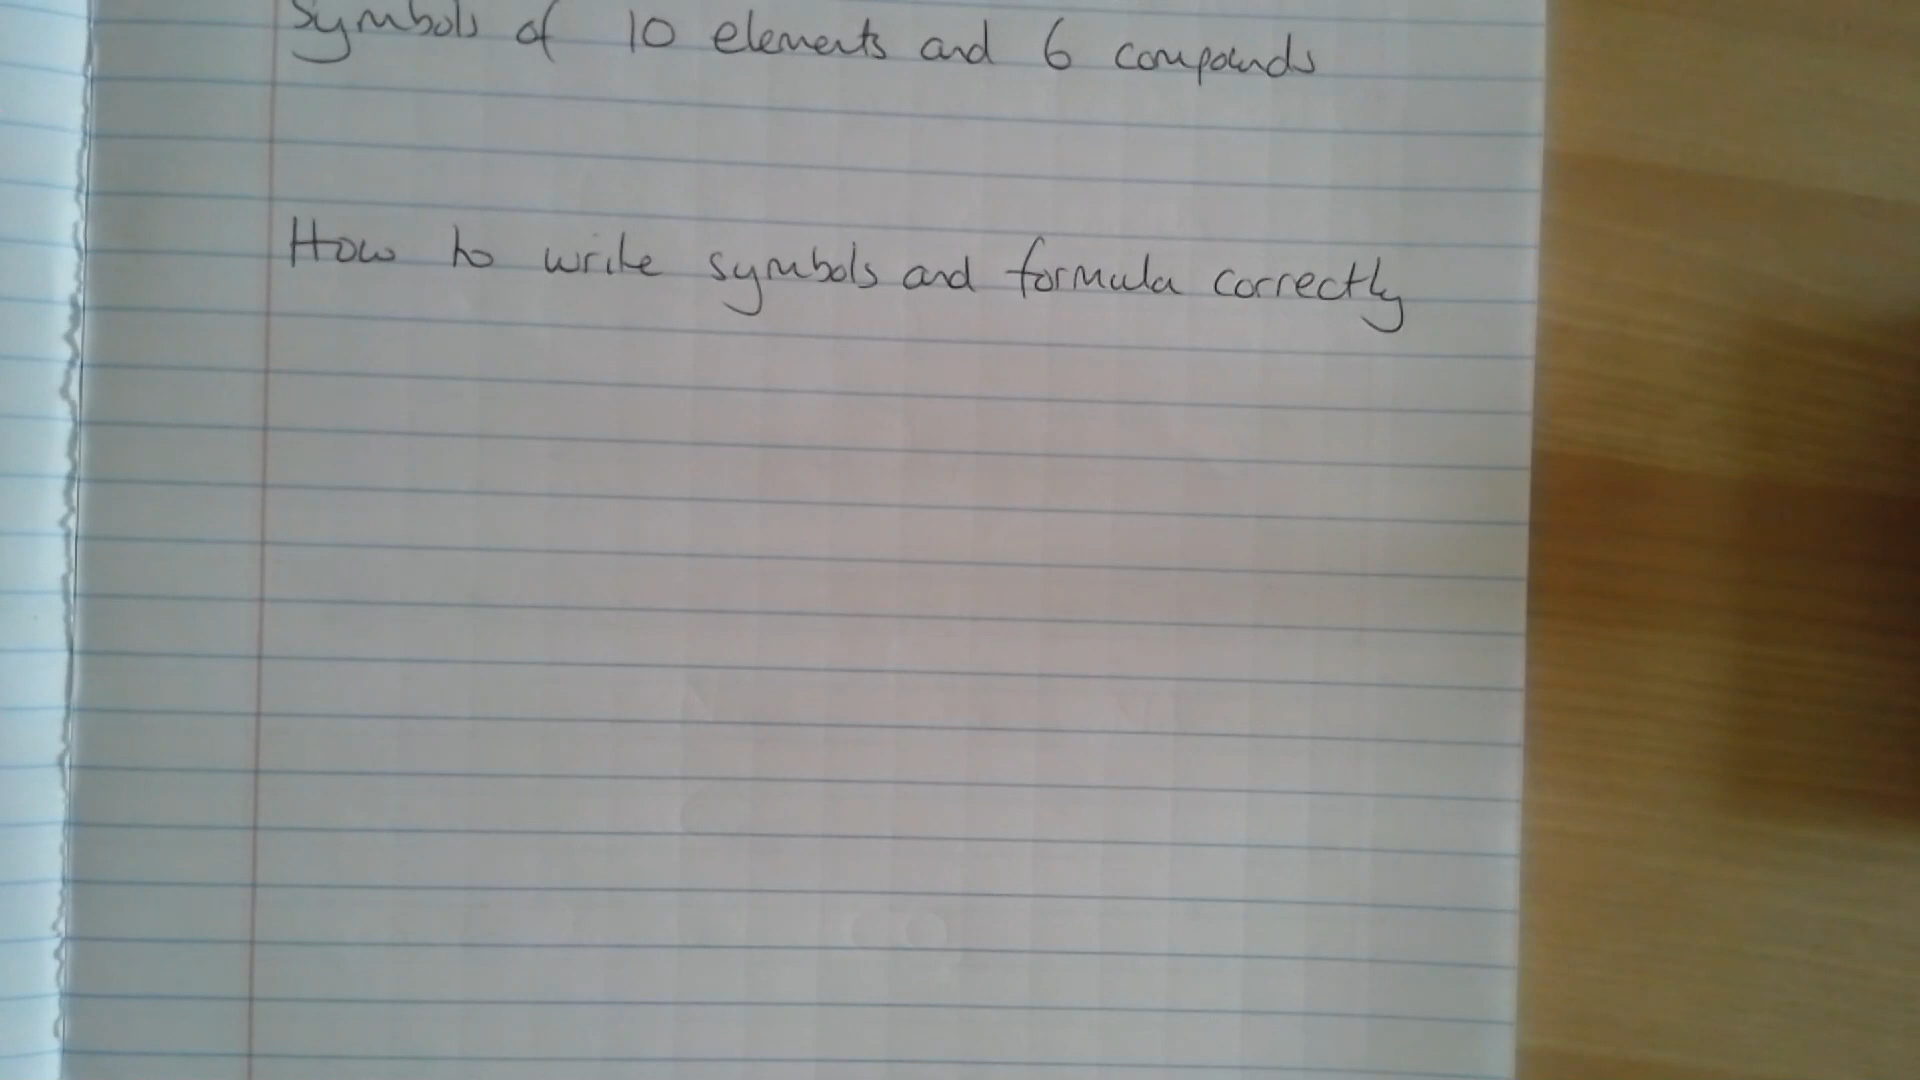 Symbols of 10 elements and 6 compounds
How to write symbols and formula correctly